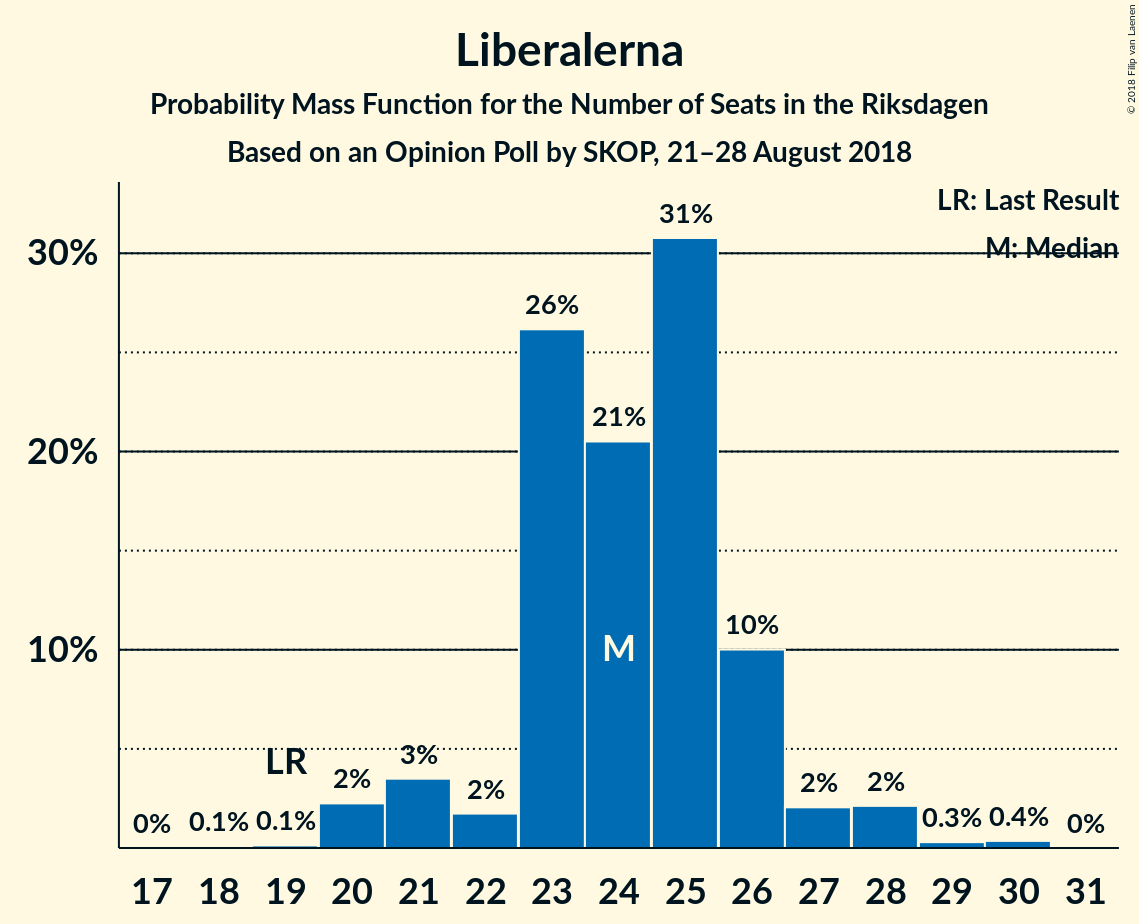 Liberalerna
Probability Mass Function for the Number of Seats in the Riksdagen
Based on an Opinion Poll by SKOP, 21–28 August 2018
© 2018 Filip van Laenen
LR: Last Result
M: Median
30%
20%
10%
0%
0.1%
0.1%
LR
2%
3%
2%
26%
21%
M
31%
10%
2%
2%
0.3%
0.4%
0%
17 18 19 20 21 22 23 24 25 26 27 28 29 30 31